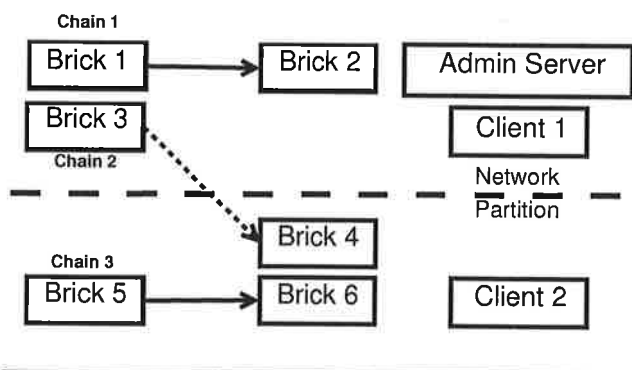 Chain 1
Brick 1
Brick 2
Admin Server
Brick 3
Client 1
Chain 2
Network
Partition
Brick 4
Chain 3
Brick 5
Brick 6
Client 2